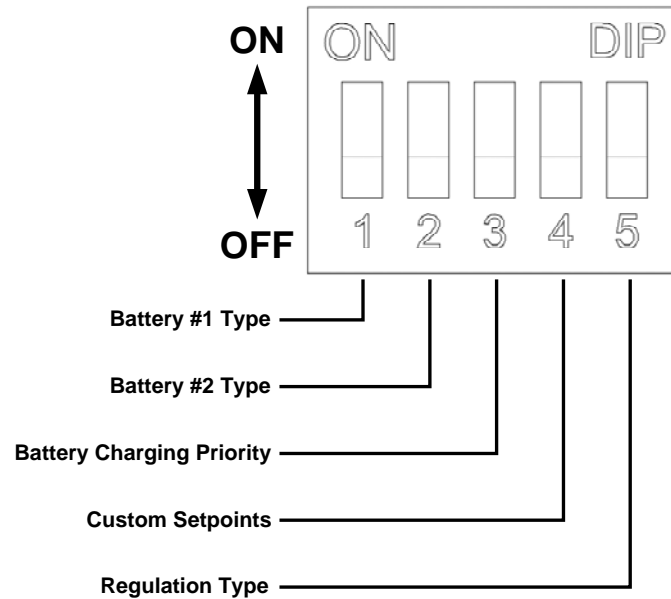 ON
ON DIP
OFF
1 2 3 4 5
Battery #1 Type
Battery #2 Type
Battery Charging Priority
Custom Setpoints
Regulation Type